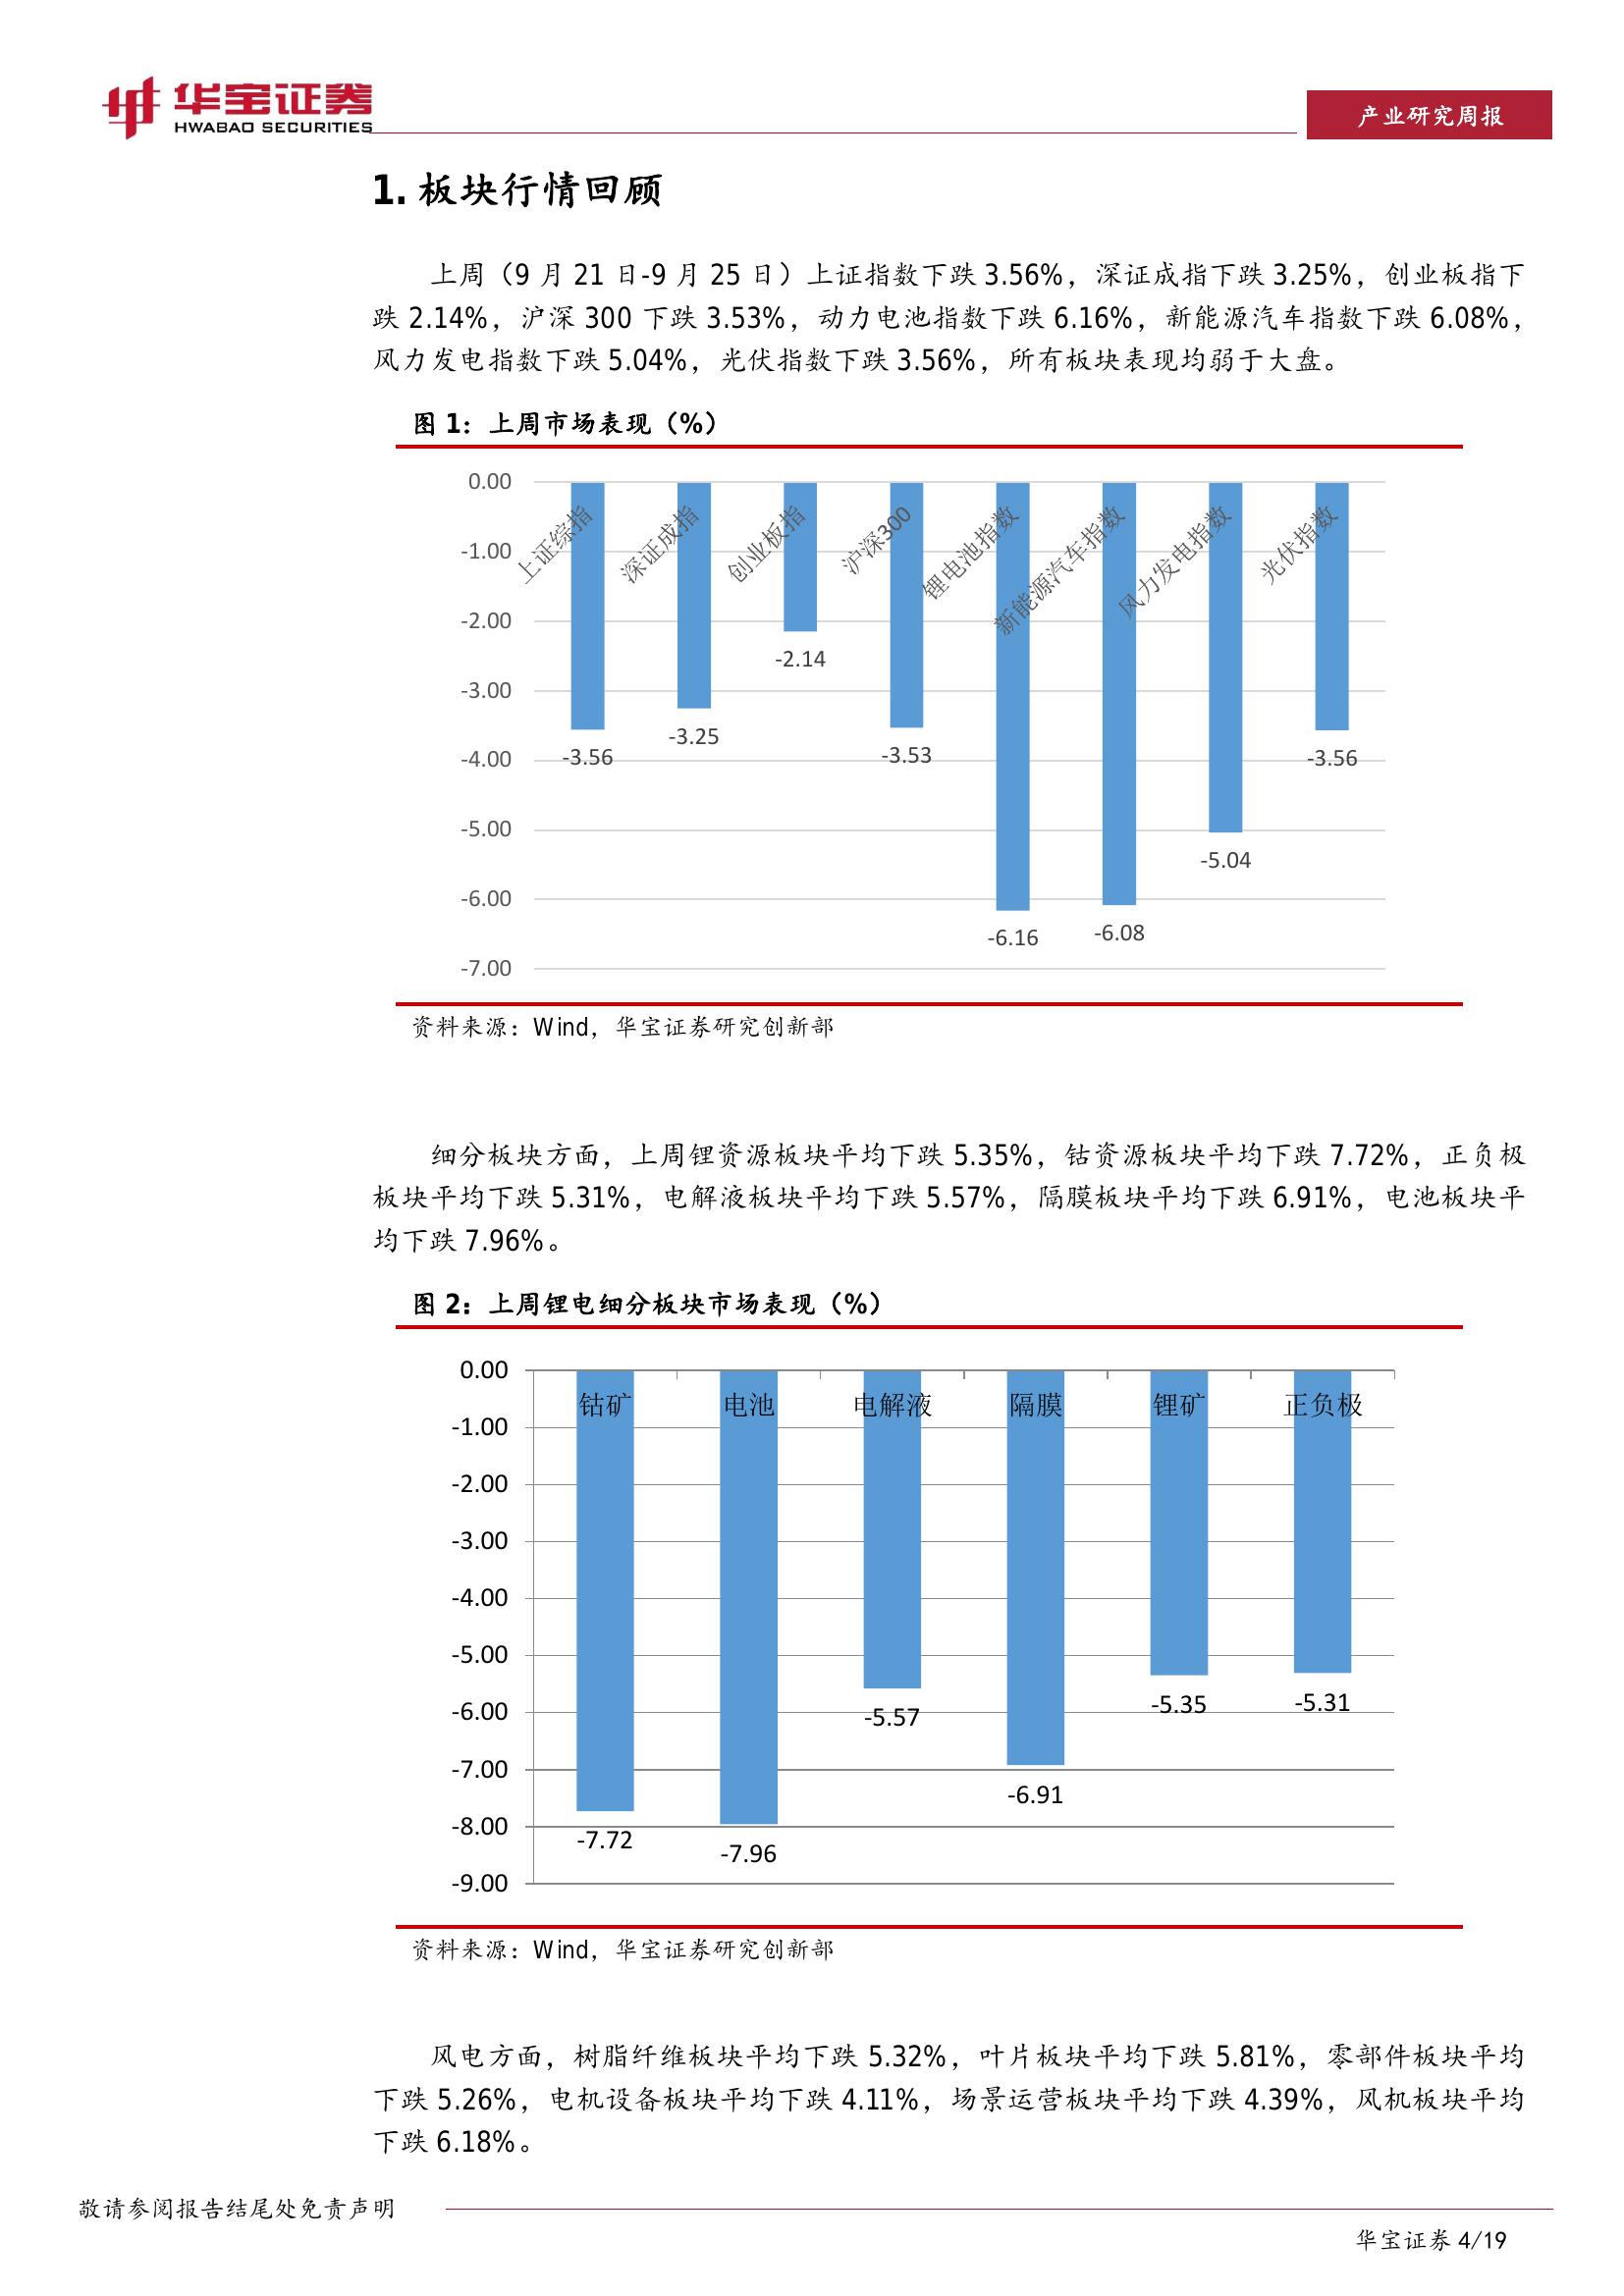 华宝证券
HWABAO SECURITIES
产业研究周报
1. 板块行情回顾
上周（9 月 21 日-9 月 25 日）上证指数下跌 3.56%，深证成指下跌 3.25%，创业板指下
跌 2.14%，沪深 300 下跌 3.53%，动力电池指数下跌 6.16%，新能源汽车指数下跌 6.08%，
风力发电指数下跌 5.04%，光伏指数下跌 3.56%，所有板块表现均弱于大盘。
图 1：上周市场表现（%）
0.00
-1.00
-2.00
-3.00
-4.00
-5.00
-6.00
-7.00
上证综指
深证成指
创业板指
沪深300
锂电池指数
新能源汽车指数
风力发电指数
光伏指数
-3.56
-3.25
-2.14
-3.53
-6.16
-6.08
-5.04
-3.56
资料来源：Wind，华宝证券研究创新部
细分板块方面，上周锂资源板块平均下跌 5.35%，钴资源板块平均下跌 7.72%，正负极
板块平均下跌 5.31%，电解液板块平均下跌 5.57%，隔膜板块平均下跌 6.91%，电池板块平
均下跌 7.96%。
图 2：上周锂电细分板块市场表现（%）
0.00
-1.00
-2.00
-3.00
-4.00
-5.00
-6.00
-7.00
-8.00
-9.00
钴矿
电池
电解液
隔膜
锂矿
正负极
-7.72
-7.96
-5.57
-6.91
-5.35
-5.31
资料来源：Wind，华宝证券研究创新部
风电方面，树脂纤维板块平均下跌 5.32%，叶片板块平均下跌 5.81%，零部件板块平均
下跌 5.26%，电机设备板块平均下跌 4.11%，场景运营板块平均下跌 4.39%，风机板块平均
下跌 6.18%。
敬请参阅报告结尾处免责声明
华宝证券 4/19